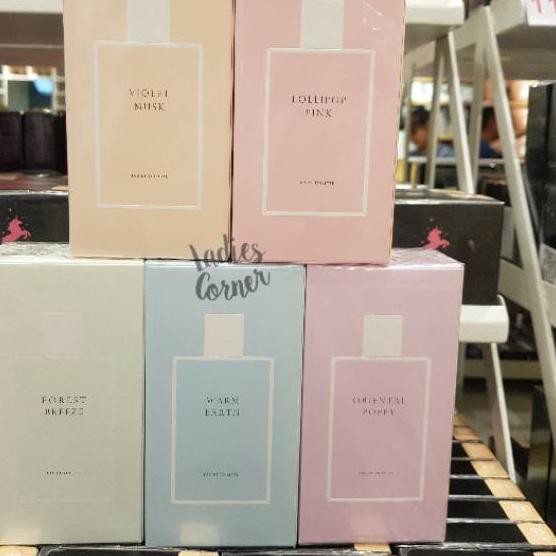 VIOLET
MUSK
LOLLIPOP
PINK
Ladies
Corner
FOREST
BREEZE
WARM
EARTH
ORIENTAL
POPPY